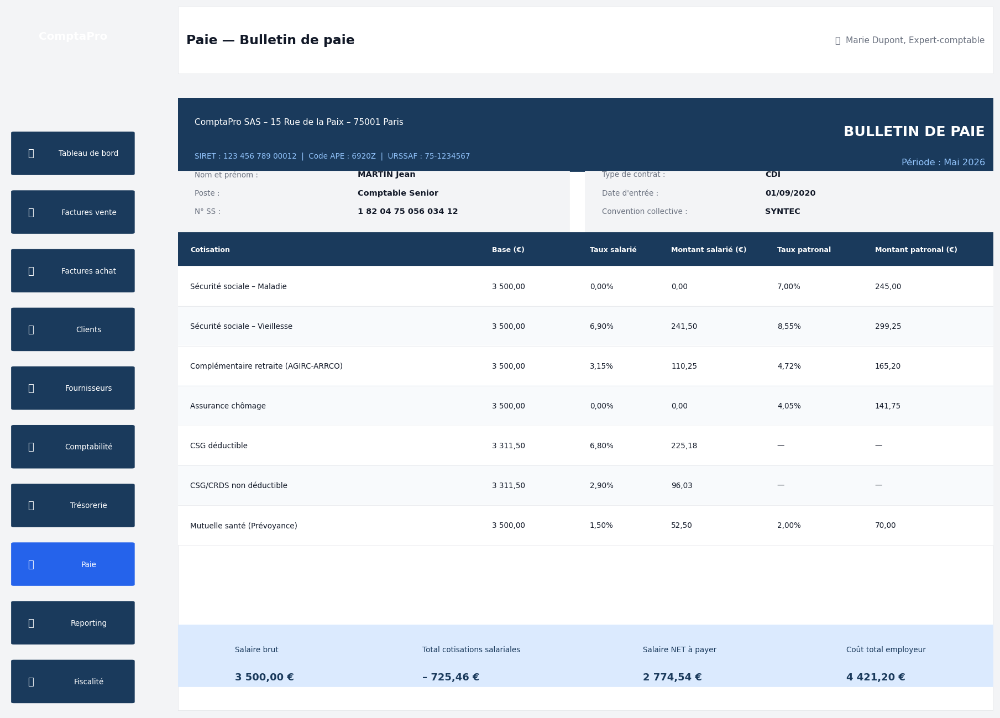 ComptaPro
Paie — Bulletin de paie
Marie Dupont, Expert-comptable
Tableau de bord
Factures vente
Factures achat
Clients
Fournisseurs
Comptabilité
Trésorerie
Paie
Reporting
Fiscalité
ComptaPro SAS – 15 Rue de la Paix – 75001 Paris
BULLETIN DE PAIE
SIRET : 123 456 789 00012 | Code APE : 6920Z | URSSAF : 75-1234567
Période : Mai 2026
Nom et prénom : MARTIN Jean
Poste : Comptable Senior
N° SS : 1 82 04 75 056 034 12
Type de contrat : CDI
Date d'entrée : 01/09/2020
Convention collective : SYNTEC
Cotisation Base (€) Taux salarié Montant salarié (€) Taux patronal Montant patronal (€)
Sécurité sociale – Maladie 3 500,00 0,00% 0,00 7,00% 245,00
Sécurité sociale – Vieillesse 3 500,00 6,90% 241,50 8,55% 299,25
Complémentaire retraite (AGIRC-ARRCO) 3 500,00 3,15% 110,25 4,72% 165,20
Assurance chômage 3 500,00 0,00% 0,00 4,05% 141,75
CSG déductible 3 311,50 6,80% 225,18 — —
CSG/CRDS non déductible 3 311,50 2,90% 96,03 — —
Mutuelle santé (Prévoyance) 3 500,00 1,50% 52,50 2,00% 70,00
Salaire brut Total cotisations salariales Salaire NET à payer Coût total employeur
3 500,00 € – 725,46 € 2 774,54 € 4 421,20 €